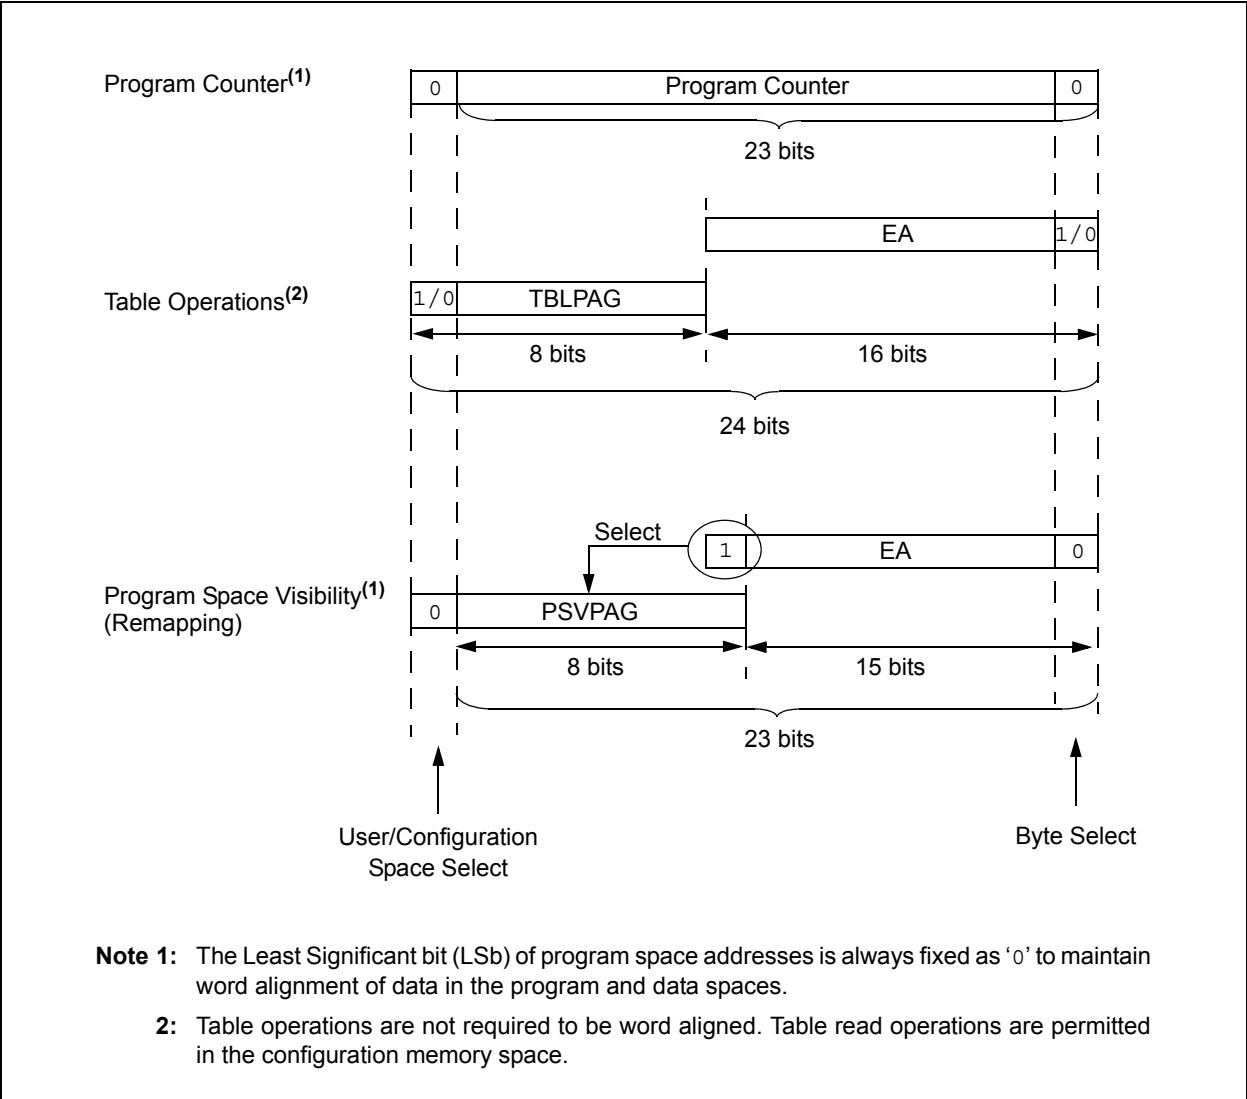 Program Counter(1)
0 Program Counter 0
23 bits
EA 1/0
Table Operations(2)
1/0 TBLPAG
8 bits 16 bits
24 bits
Select
1 EA 0
Program Space Visibility(1)
(Remapping)
0 PSVPAG
8 bits 15 bits
23 bits
User/Configuration
Space Select
Byte Select
Note 1: The Least Significant bit (LSb) of program space addresses is always fixed as ‘0’ to maintain
word alignment of data in the program and data spaces.
2: Table operations are not required to be word aligned. Table read operations are permitted
in the configuration memory space.